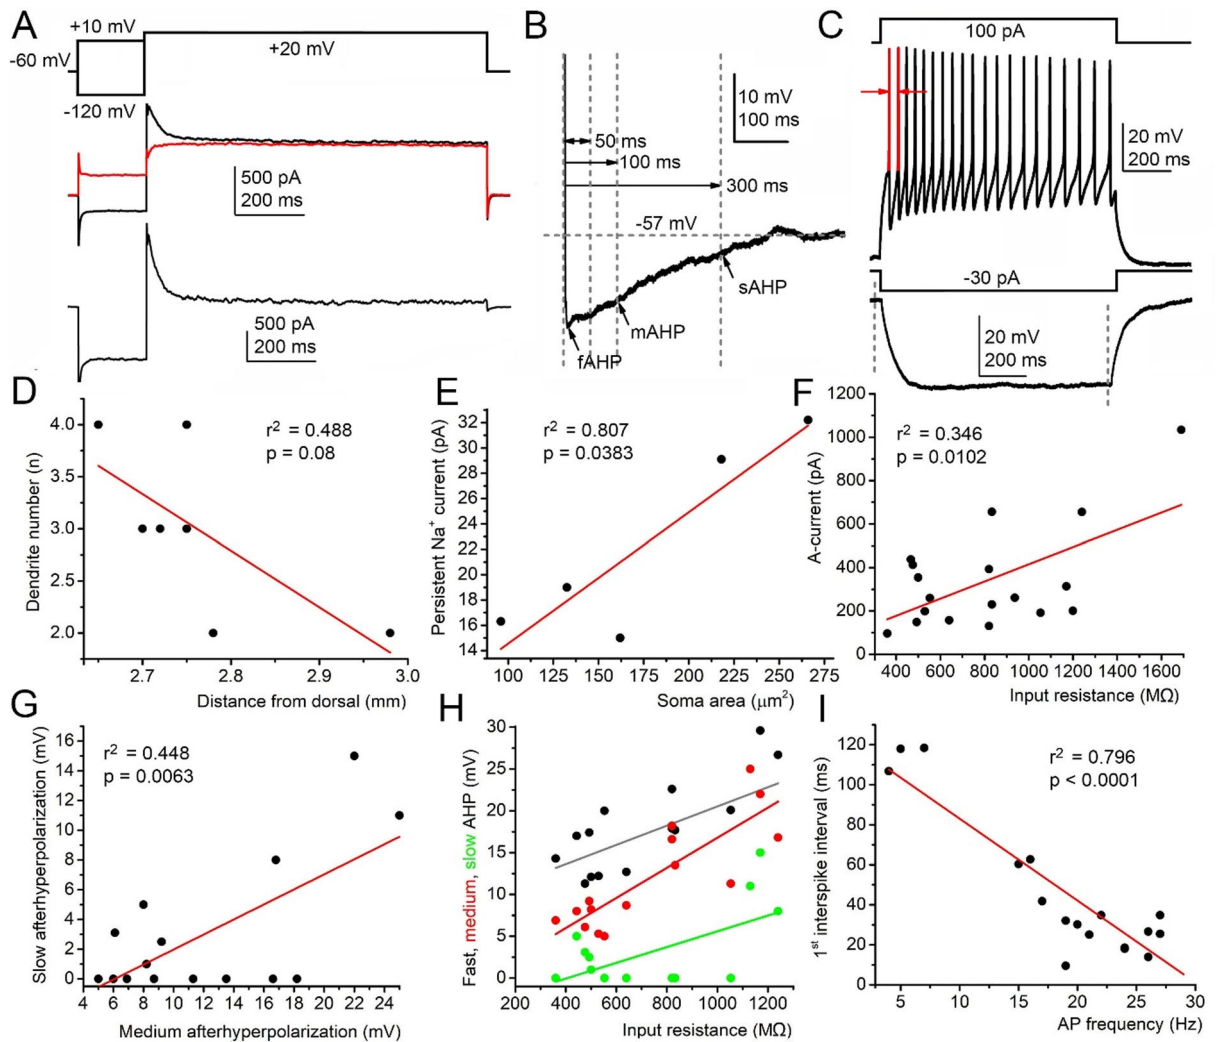 A
+10 mV
+20 mV
-60 mV
-120 mV
500 pA
200 ms
500 pA
200 ms
B
10 mV
100 ms
50 ms
100 ms
300 ms
-57 mV
sAHP
mAHP
fAHP
C
100 pA
20 mV
200 ms
-30 pA
20 mV
200 ms
D
r² = 0.488
p = 0.08
Dendrite number (n)
4.0
3.5
3.0
2.5
2.0
2.7 2.8 2.9 3.0
Distance from dorsal (mm)
E
r² = 0.807
p = 0.0383
Persistent Na⁺ current (pA)
32
30
28
26
24
22
20
18
16
14
100 125 150 175 200 225 250 275
Soma area (μm²)
F
r² = 0.346
p = 0.0102
A-current (pA)
1200
1000
800
600
400
200
0
400 600 800 1000 1200 1400 1600
Input resistance (MΩ)
G
r² = 0.448
p = 0.0063
Slow afterhyperpolarization (mV)
16
14
12
10
8
6
4
2
0
4 6 8 10 12 14 16 18 20 22 24
Medium afterhyperpolarization (mV)
H
Fast, medium, slow AHP (mV)
30
25
20
15
10
5
0
200 400 600 800 1000 1200
Input resistance (MΩ)
I
r² = 0.796
p < 0.0001
1st interspike interval (ms)
120
100
80
60
40
20
0
5 10 15 20 25 30
AP frequency (Hz)